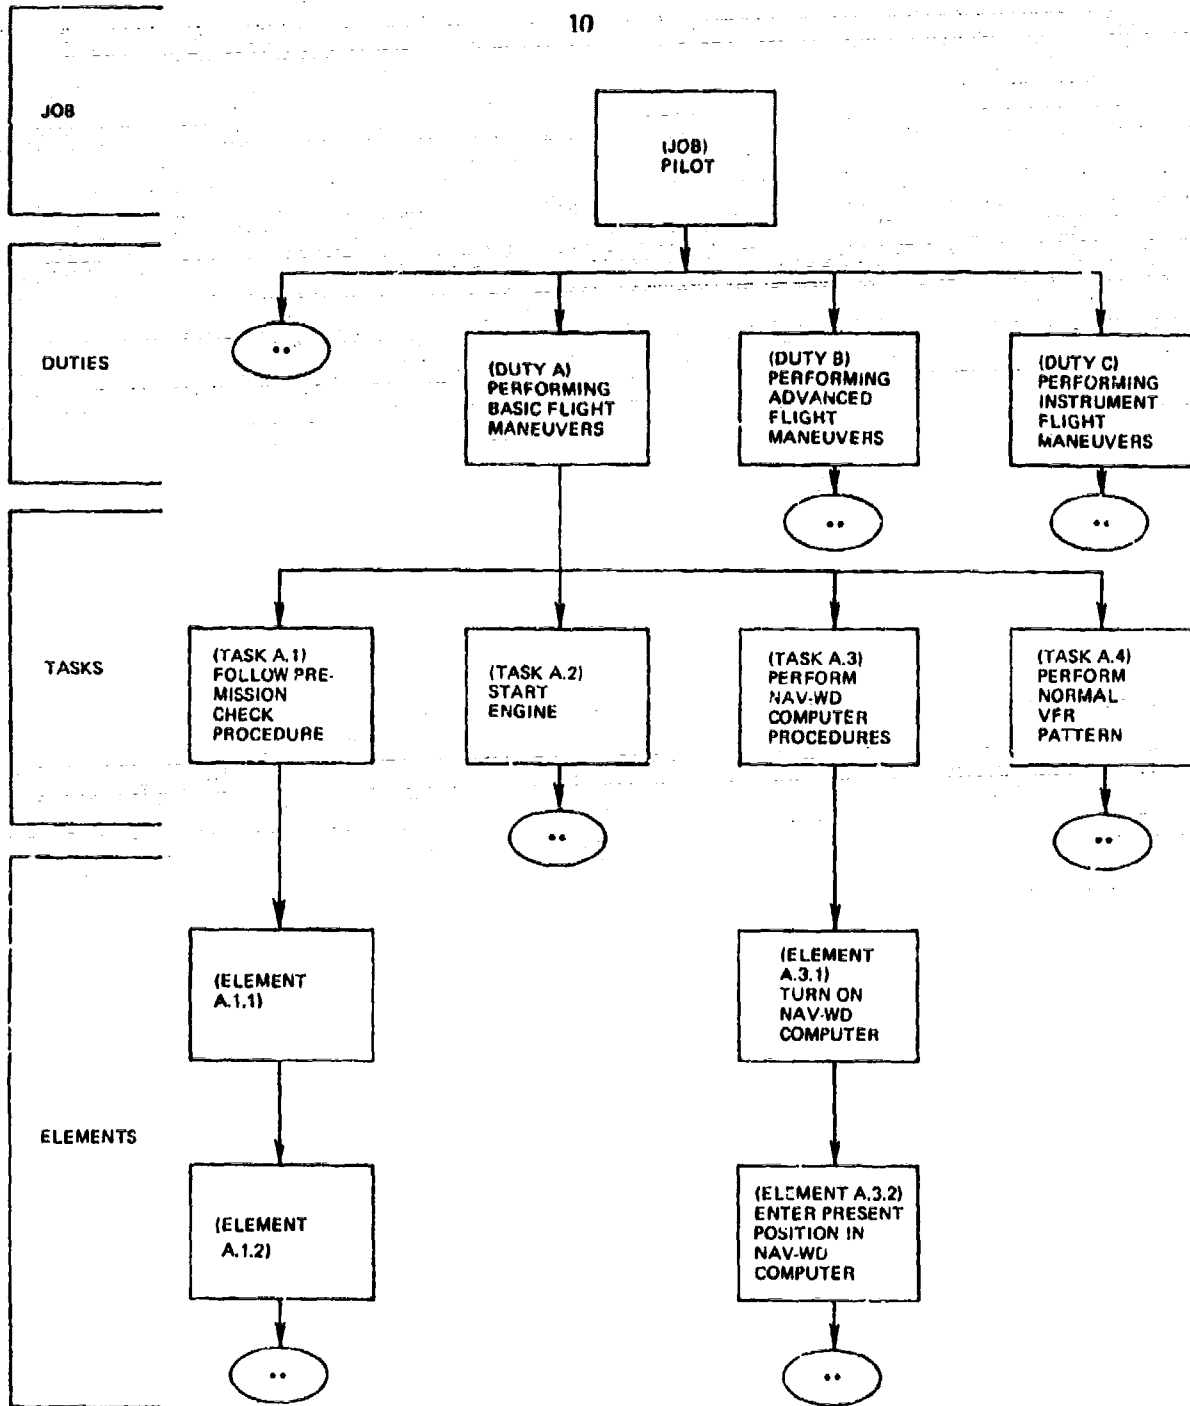 10
JOB
(JOB)
PILOT
DUTIES
••
(DUTY A)
PERFORMING
BASIC FLIGHT
MANEUVERS
(DUTY B)
PERFORMING
ADVANCED
FLIGHT
MANEUVERS
(DUTY C)
PERFORMING
INSTRUMENT
FLIGHT
MANEUVERS
••
••
TASKS
(TASK A.1)
FOLLOW PRE-
MISSION
CHECK
PROCEDURE
(TASK A.2)
START
ENGINE
(TASK A.3)
PERFORM
NAV-WD
COMPUTER
PROCEDURES
(TASK A.4)
PERFORM
NORMAL
VFR
PATTERN
••
••
ELEMENTS
(ELEMENT
A.1.1)
(ELEMENT
A.3.1)
TURN ON
NAV-WD
COMPUTER
(ELEMENT
A.1.2)
(ELEMENT A.3.2)
ENTER PRESENT
POSITION IN
NAV-WD
COMPUTER
••
••